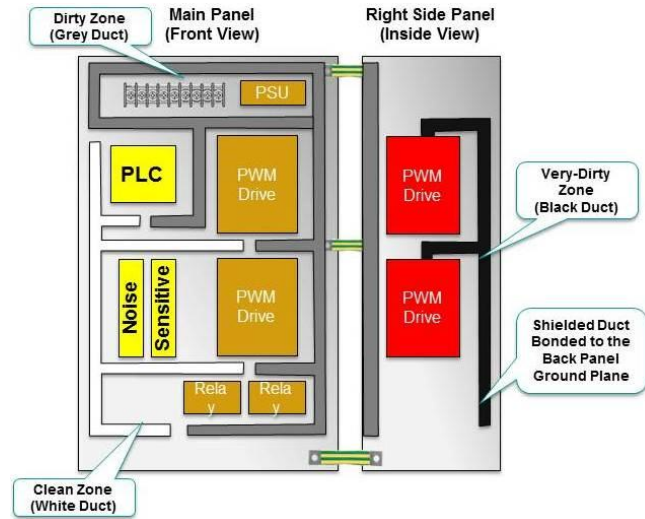 Main Panel
(Front View)
Right Side Panel
(Inside View)
Dirty Zone
(Grey Duct)
PSU
PLC
PWM
Drive
PWM
Drive
Very-Dirty
Zone
(Black Duct)
Noise
Sensitive
PWM
Drive
PWM
Drive
Shielded Duct
Bonded to the
Back Panel
Ground Plane
Rela
y
Rela
y
Clean Zone
(White Duct)